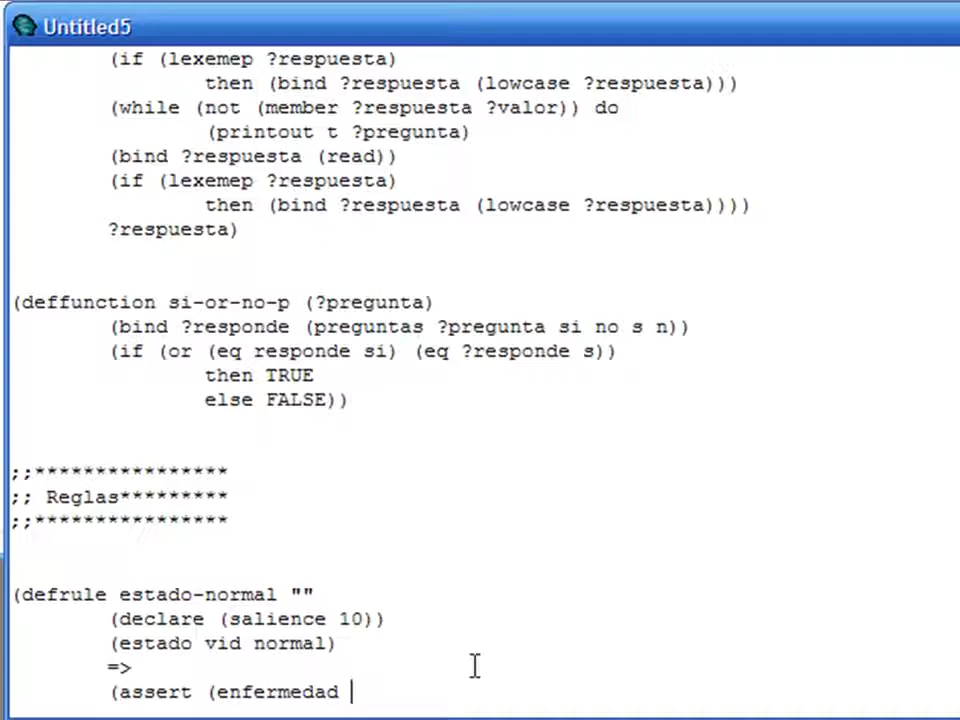 Untitled5
(if (lexemep ?respuesta)
then (bind ?respuesta (lowcase ?respuesta)))
(while (not (member ?respuesta ?valor)) do
(printout t ?pregunta)
(bind ?respuesta (read))
(if (lexemep ?respuesta)
then (bind ?respuesta (lowcase ?respuesta))))
?respuesta)
(deffunction si-or-no-p (?pregunta)
(bind ?responde (preguntas ?pregunta si no s n))
(if (or (eq responde si) (eq ?responde s))
then TRUE
else FALSE))
;;****************
;; Reglas*********
;;****************
(defrule estado-normal ""
(declare (salience 10))
(estado vid normal)
=>
(assert (enfermedad